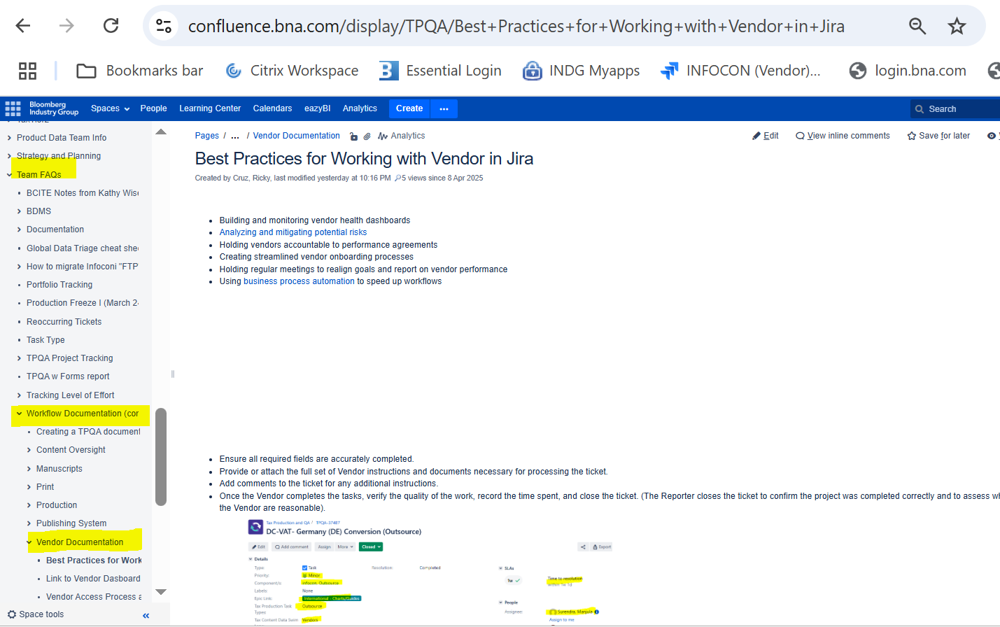 confluence.bna.com/display/TPQA/Best+Practices+for+Working+with+Vendor+in+Jira
Bookmarks bar
Citrix Workspace
Essential Login
INDG Myapps
INFOCON (Vendor)...
login.bna.com
Bloomberg
Industry Group
Spaces
People
Learning Center
Calendars
eazyBI
Analytics
Create
...
Search
Product Data Team Info
Strategy and Planning
Team FAQs
BCITE Notes from Kathy Wise
BDMS
Documentation
Global Data Triage cheat shee
How to migrate Infoconi "FTP
Portfolio Tracking
Production Freeze I (March 24
Reoccurring Tickets
Task Type
TPQA Project Tracking
TPQA w Forms report
Tracking Level of Effort
Workflow Documentation (con
Creating a TPQA document
Content Oversight
Manuscripts
Print
Production
Publishing System
Vendor Documentation
Best Practices for Work
Link to Vendor Dasboard
Vendor Access Process a
Space tools
«
Pages / ... / Vendor Documentation
Analytics
Edit
View inline comments
Save for later
Best Practices for Working with Vendor in Jira
Created by Cruz, Ricky, last modified yesterday at 10:16 PM 5 views since 8 Apr 2025
• Building and monitoring vendor health dashboards
• Analyzing and mitigating potential risks
• Holding vendors accountable to performance agreements
• Creating streamlined vendor onboarding processes
• Holding regular meetings to realign goals and report on vendor performance
• Using business process automation to speed up workflows
• Ensure all required fields are accurately completed.
• Provide or attach the full set of Vendor instructions and documents necessary for processing the ticket.
• Add comments to the ticket for any additional instructions.
• Once the Vendor completes the tasks, verify the quality of the work, record the time spent, and close the ticket. (The Reporter closes the ticket to confirm the project was completed correctly and to assess
the Vendor are reasonable).
Tax Production and QA / TPQA-37487
DC-VAT- Germany (DE) Conversion (Outsource)
Edit
Add comment
Assign
More
Closed
Export
Details
Type: Task
Resolution: Completed
Priority: Minor
Component/s: infocon: Outsource
Labels: None
Epic Link: International - Charts/Guides
Tax Production Task Types: Outsource
Tax Content Data Swim Vendors
SLAs
1w
Time to resolution
within 1w 1d
People
Assignee: Surendra, Manjula
Assign to me